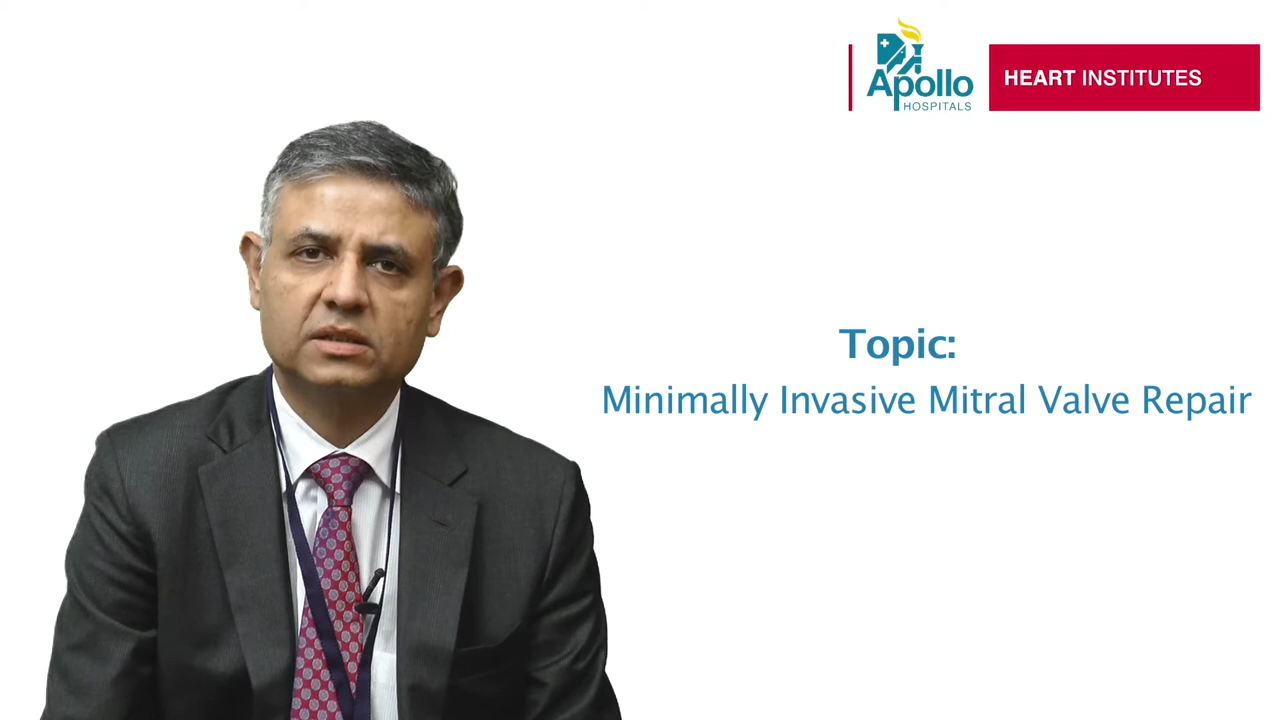 Apollo
HOSPITALS
HEART INSTITUTES
Topic:
Minimally Invasive Mitral Valve Repair